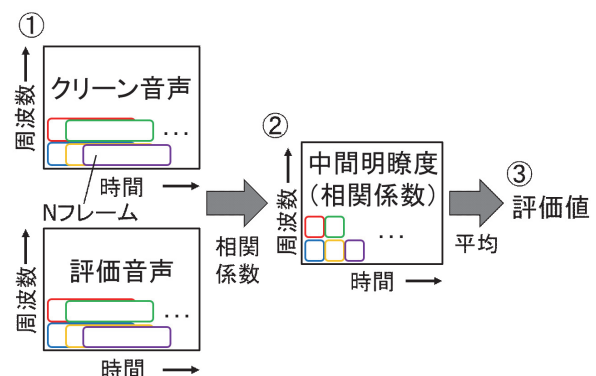 ①
クリーン音声
周波数
...
時間
Nフレーム
評価音声
周波数
...
時間
相関
係数
②
中間明瞭度
(相関係数)
周波数
...
時間
平均
③
評価値